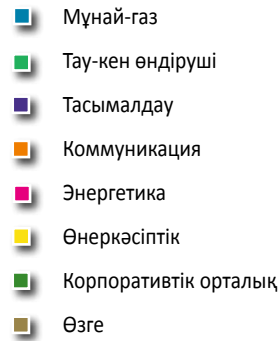 Мұнай-газ
Тау-кен өндіруші
Тасымалдау
Коммуникация
Энергетика
Өнеркәсіптік
Корпоративтік орталық
Өзге